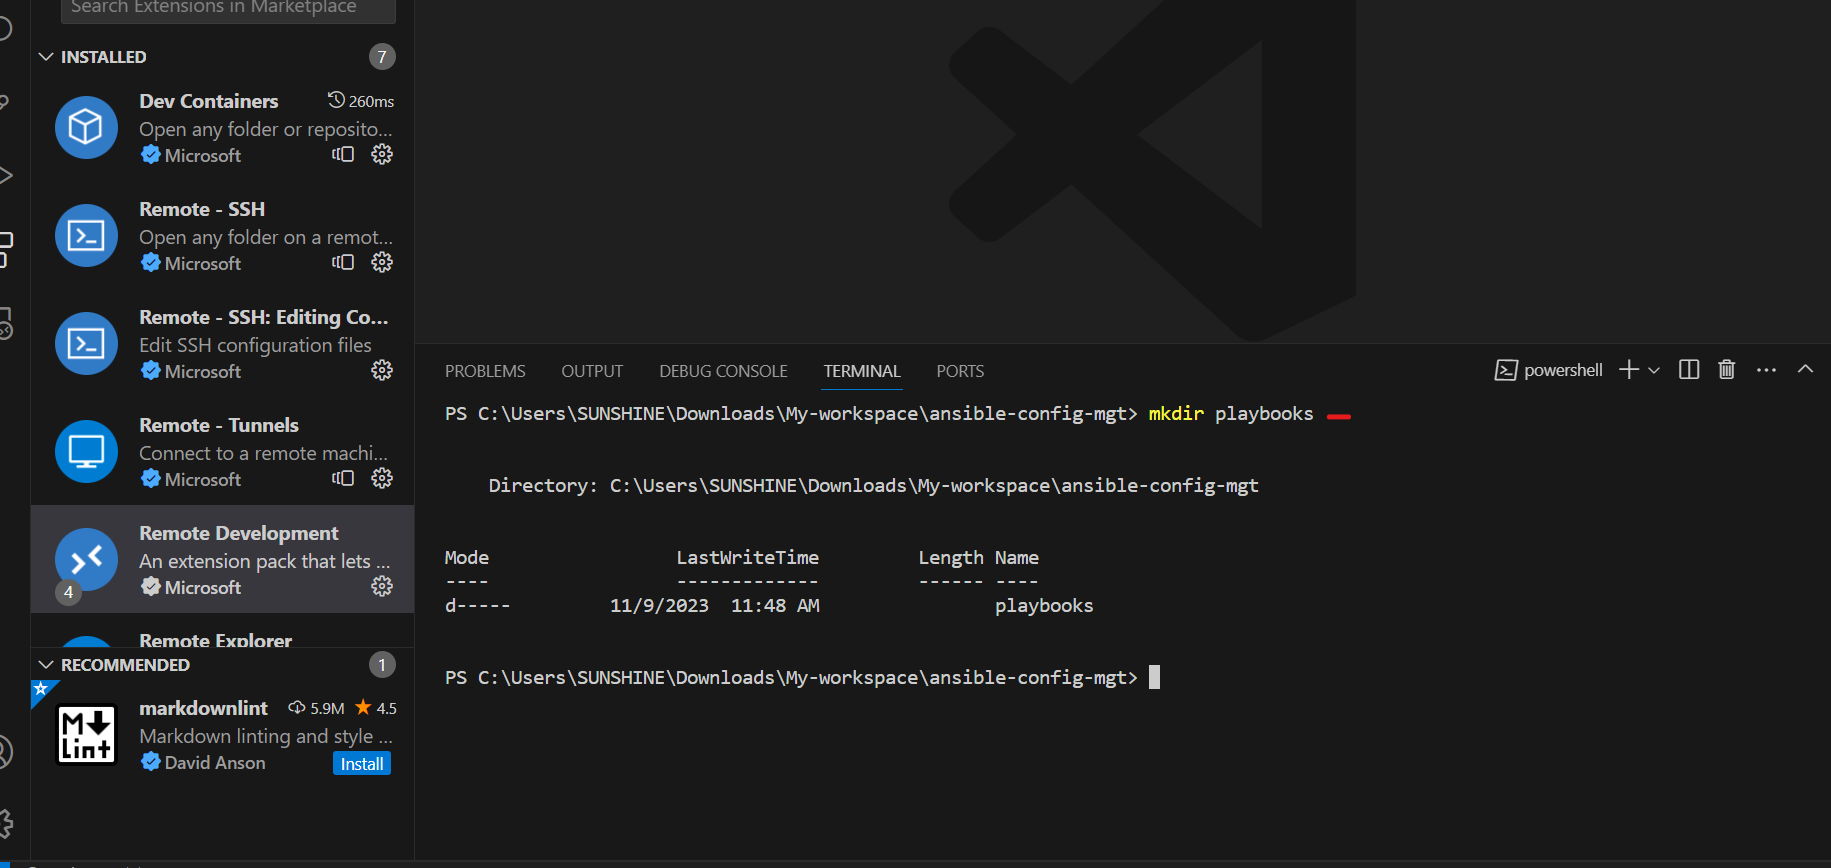 Search Extensions in Marketplace
INSTALLED 7
Dev Containers 260ms
Open any folder or reposito...
Microsoft
Remote - SSH
Open any folder on a remot...
Microsoft
Remote - SSH: Editing Co...
Edit SSH configuration files
Microsoft
Remote - Tunnels
Connect to a remote machi...
Microsoft
Remote Development
An extension pack that lets ...
4 Microsoft
Remote Explorer
RECOMMENDED 1
markdownlint 5.9M 4.5
Markdown linting and style ...
David Anson Install
M lint
PROBLEMS OUTPUT DEBUG CONSOLE TERMINAL PORTS powershell
PS C:\Users\SUNSHINE\Downloads\My-workspace\ansible-config-mgt> mkdir playbooks
Directory: C:\Users\SUNSHINE\Downloads\My-workspace\ansible-config-mgt
Mode LastWriteTime Length Name
---- ------------- ------ ----
d----- 11/9/2023 11:48 AM playbooks
PS C:\Users\SUNSHINE\Downloads\My-workspace\ansible-config-mgt>